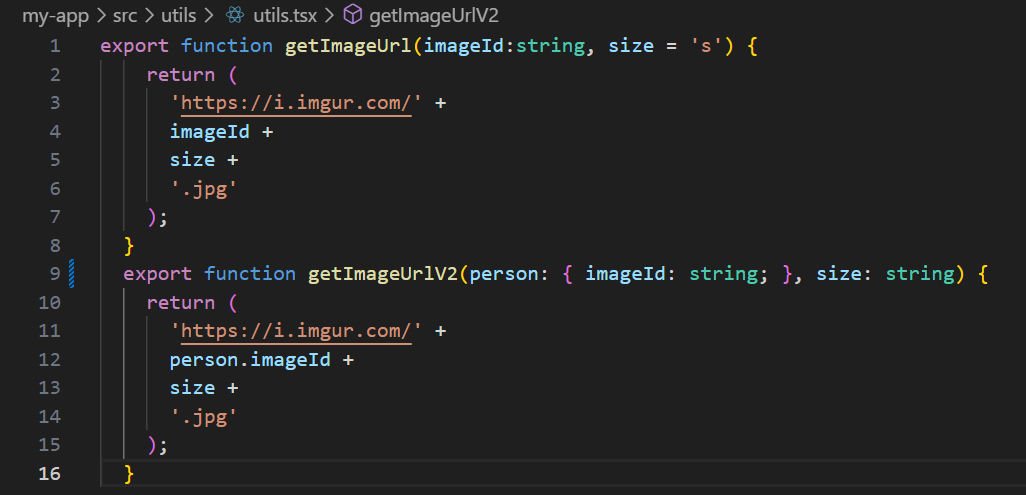 my-app > src > utils > utils.tsx > getImageUrlV2
1 export function getImageUrl(imageId:string, size = 's') {
2     return (
3       'https://i.imgur.com/' +
4       imageId +
5       size +
6       '.jpg'
7     );
8   }
9   export function getImageUrlV2(person: { imageId: string; }, size: string) {
10     return (
11       'https://i.imgur.com/' +
12       person.imageId +
13       size +
14       '.jpg'
15     );
16   }